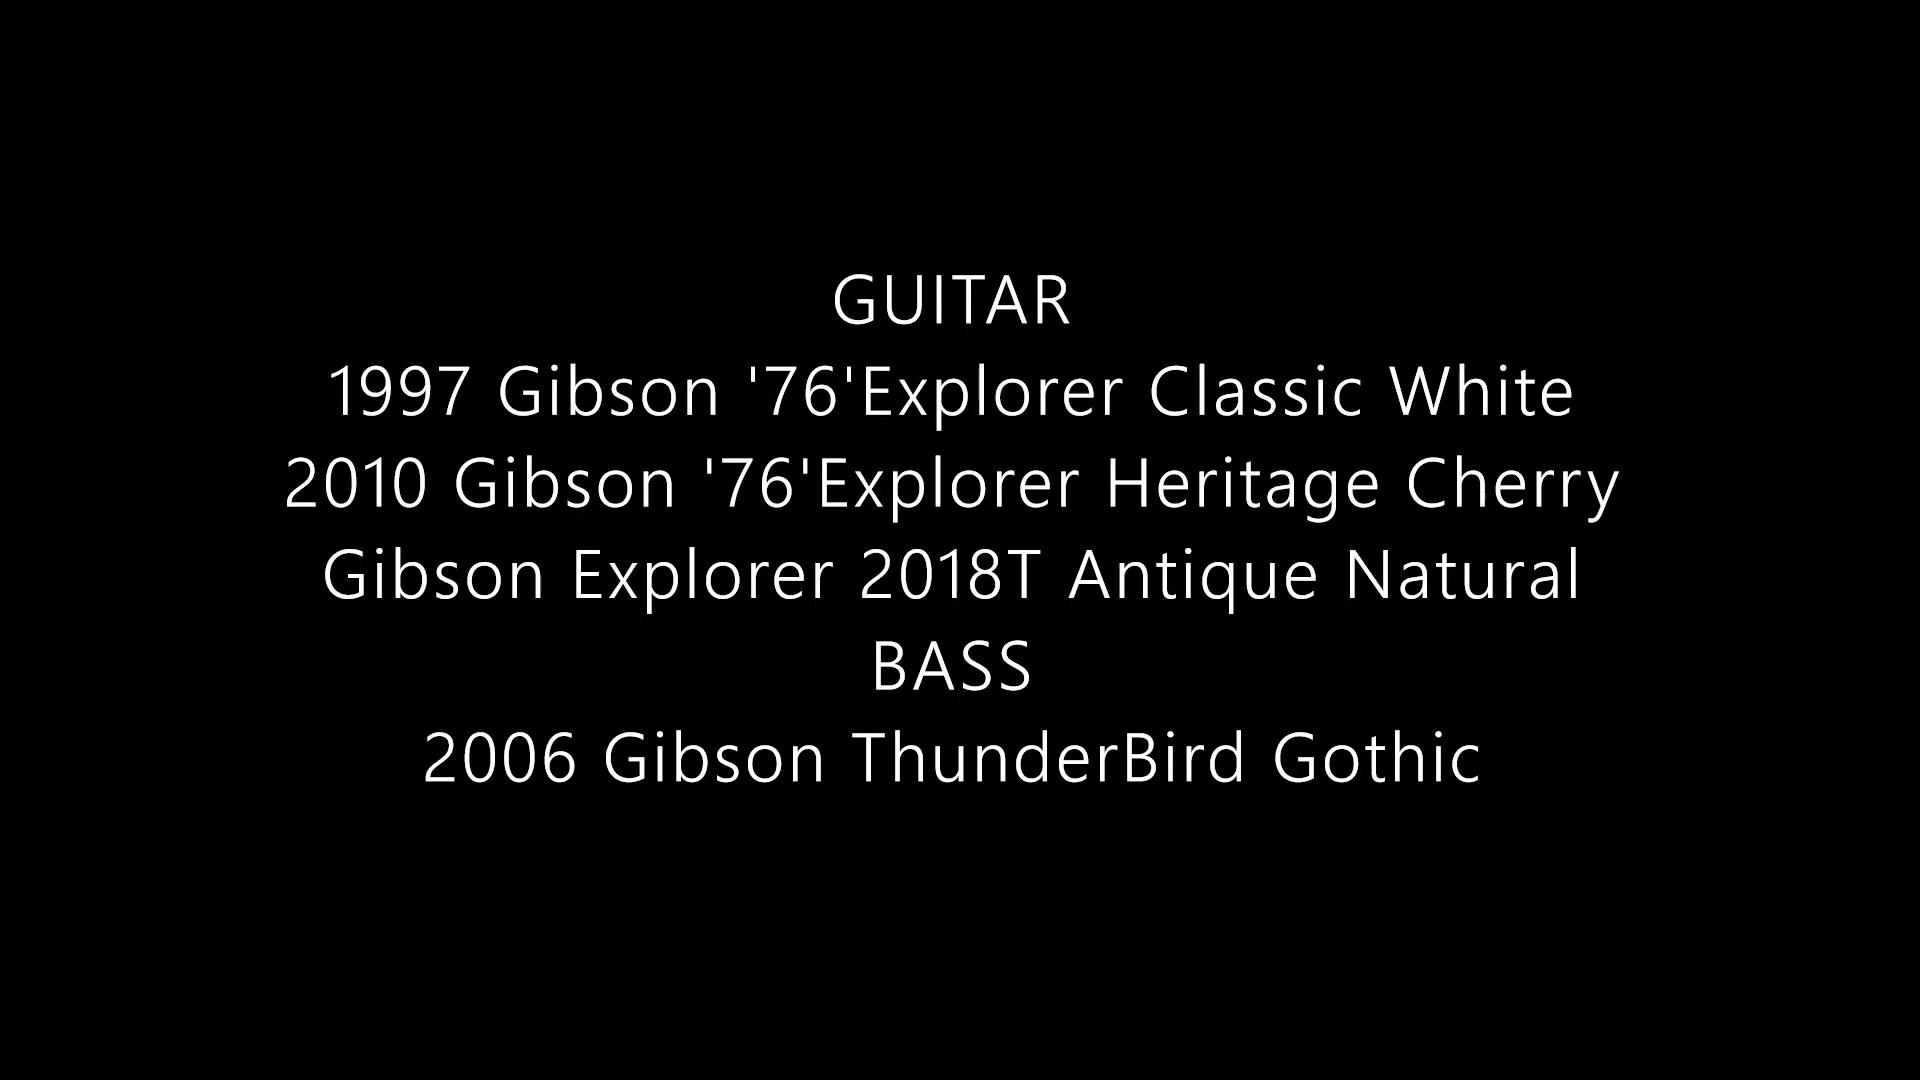 GUITAR
1997 Gibson '76'Explorer Classic White
2010 Gibson '76'Explorer Heritage Cherry
Gibson Explorer 2018T Antique Natural
BASS
2006 Gibson ThunderBird Gothic